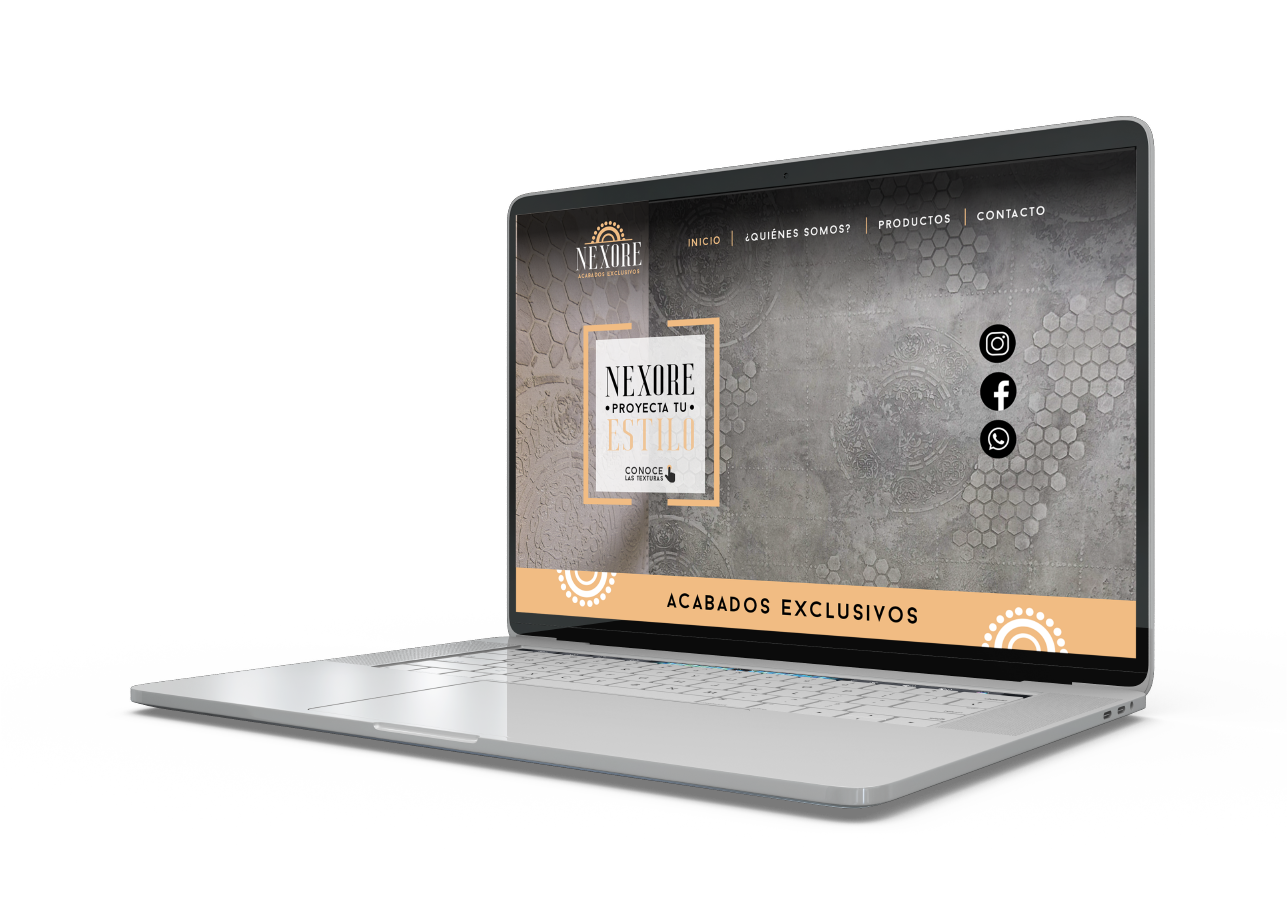 NEXORE
ACABADOS EXCLUSIVOS
INICIO | ¿QUIÉNES SOMOS? | PRODUCTOS | CONTACTO
NEXORE
•PROYECTA TU•
ESTILO
CONOCE
LAS TEXTURAS
ACABADOS EXCLUSIVOS